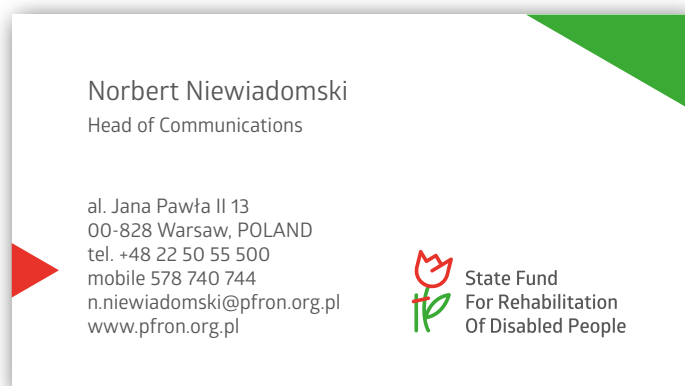 Norbert Niewiadomski
Head of Communications
al. Jana Pawła II 13
00-828 Warsaw, POLAND
tel. +48 22 50 55 500
mobile 578 740 744
n.niewiadomski@pfron.org.pl
www.pfron.org.pl
State Fund
For Rehabilitation
Of Disabled People